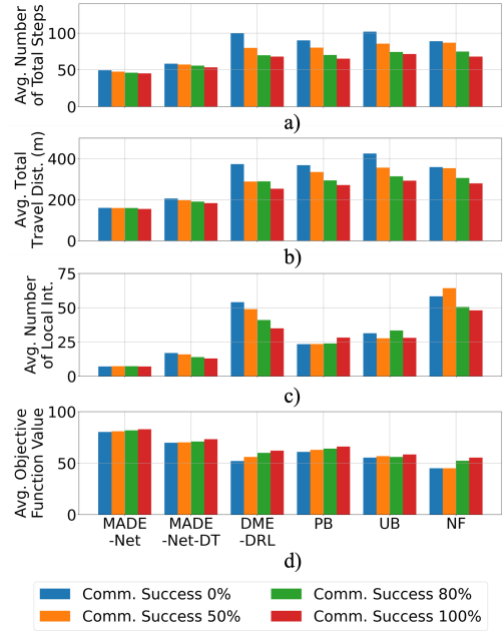 Avg. Number
of Total Steps
100
50
0
a)
Avg. Total
Travel Dist. (m)
400
200
0
b)
Avg. Number
of Local Int.
75
50
25
0
c)
Avg. Objective
Function Value
100
50
0
MADE
-Net
MADE
-Net-DT
DME
-DRL
PB
UB
NF
d)
Comm. Success 0%
Comm. Success 80%
Comm. Success 50%
Comm. Success 100%